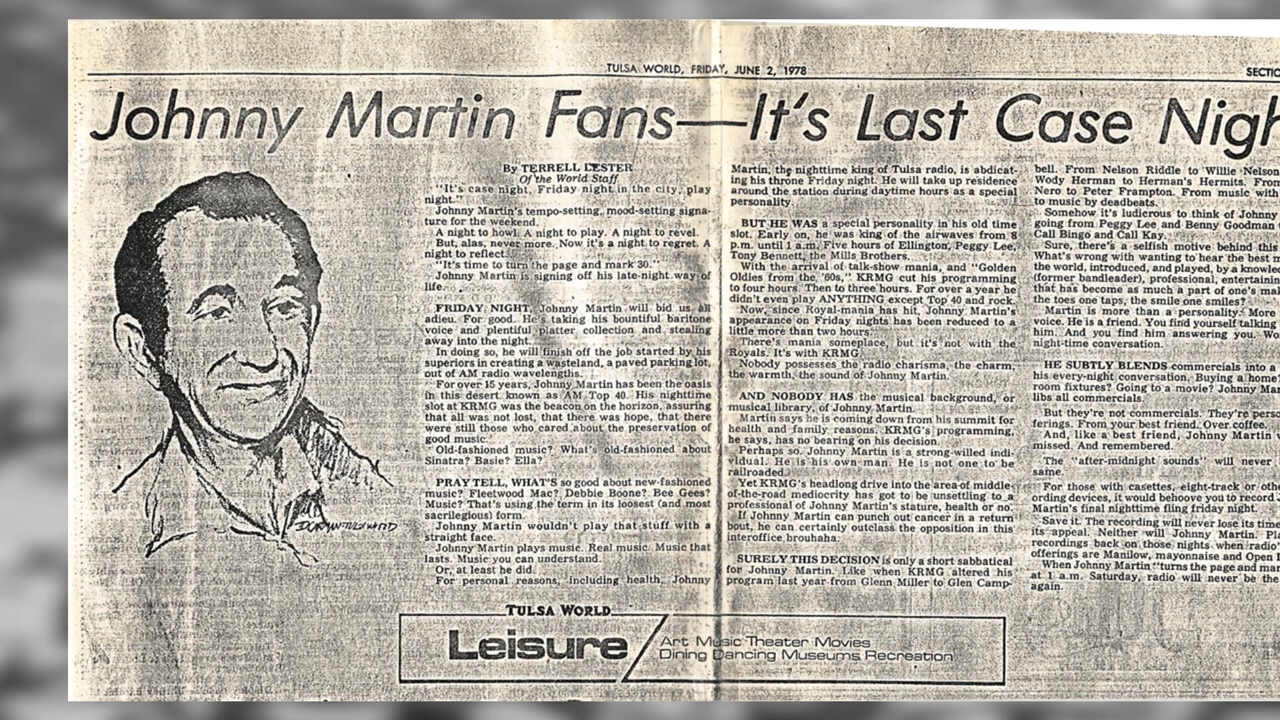 TULSA WORLD, FRIDAY, JUNE 2, 1978
SECTIO
Johnny Martin Fans—It's Last Case Nigh
By TERRELL LESTER
Of the World Staff
"It's case night, Friday night in the city, play
night."
Johnny Martin's tempo-setting, mood-setting signa-
ture for the weekend.
A night to howl. A night to play. A night to revel.
But, alas, never more. Now it's a night to regret. A
night to reflect.
"It's time to turn the page and mark 30."
Johnny Martin is signing off his late-night way of
life.
FRIDAY NIGHT, Johnny Martin will bid us all
adieu. For good. He's taking his bountiful baritone
voice and plentiful platter collection and stealing
away into the night.
In doing so, he will finish off the job started by his
superiors in creating a wasteland, a paved parking lot,
out of AM radio wavelengths.
For over 15 years, Johnny Martin has been the oasis
in this desert known as AM Top 40. His nighttime
slot at KRMG was the beacon on the horizon, assuring
that all was not lost, that there was hope, that there
were still those who cared about the preservation of
good music.
Old-fashioned music? What's old-fashioned about
Sinatra? Basie? Ella?
PRAY TELL, WHAT'S so good about new-fashioned
music? Fleetwood Mac? Debbie Boone? Bee Gees?
Music? That's using the term in its loosest (and most
sacrilegious) form.
Johnny Martin wouldn't play that stuff with a
straight face.
Johnny Martin plays music. Real music. Music that
lasts. Music you can understand.
Or, at least he did.
For personal reasons, including health, Johnny
Martin, the nighttime king of Tulsa radio, is abdicat-
ing his throne Friday night. He will take up residence
around the station during daytime hours as a special
personality.
BUT HE WAS a special personality in his old time
slot. Early on, he was king of the airwaves from 8
p.m. until 1 a.m. Five hours of Ellington, Peggy Lee,
Tony Bennett, the Mills Brothers.
With the arrival of talk-show mania, and "Golden
Oldies from the '60s," KRMG cut his programming
to four hours. Then to three hours. For over a year he
didn't even play ANYTHING except Top 40 and rock.
Now, since Royal-mania has hit, Johnny Martin's
appearance on Friday nights has been reduced to a
little more than two hours!
There's mania someplace, but it's not with the
Royals. It's with KRMG.
Nobody possesses the radio charisma, the charm,
the warmth, the sound of Johnny Martin.
AND NOBODY HAS the musical background, or
musical library, of Johnny Martin.
Martin says he is coming down from his summit for
health and family reasons. KRMG's programming,
he says, has no bearing on his decision.
Perhaps so. Johnny Martin is a strong-willed indi-
vidual. He is his own man. He is not one to be
railroaded.
Yet KRMG's headlong drive into the area of middle-
of-the-road mediocrity has got to be unsettling to a
professional of Johnny Martin's stature, health or no.
If Johnny Martin can punch out cancer in a return
bout, he can certainly outclass the opposition in this
interoffice brouhaha.
SURELY THIS DECISION is only a short sabbatical
for Johnny Martin. Like when KRMG altered his
program last year from Glenn Miller to Glen Camp-
bell. From Nelson Riddle to Willie Nelson
Wody Herman to Herman's Hermits. From
Nero to Peter Frampton. From music with
to music by deadbeats.
Somehow it's ludicrous to think of Johnny
going from Peggy Lee and Benny Goodman
Call Bingo and Call Kay.
Sure, there's a selfish motive behind this
What's wrong with wanting to hear the best m
the world, introduced, and played, by a knowle
(former bandleader), professional, entertainin
that has become as much a part of one's ma
the toes one taps, the smile one smiles?
Martin is more than a personality. More
voice. He is a friend. You find yourself talking
him. And you find him answering you. Wo
night-time conversation.
HE SUBTLY BLENDS commercials into a
his every-night conversation. Buying a home?
room fixtures? Going to a movie? Johnny Ma
libs all commercials.
But they're not commercials. They're perso
ferings. From your best friend. Over coffee.
And, like a best friend, Johnny Martin
missed. And remembered.
The "after-midnight sounds" will never
same.
For those with casettes, eight-track or othe
ording devices, it would behoove you to record
Martin's final nighttime fling friday night.
Save it. The recording will never lose its time
its appeal. Neither will Johnny Martin. Pla
recordings back on those nights when radio'
offerings are Manilow, mayonnaise and Open
When Johnny Martin "turns the page and mar
at 1 a.m. Saturday, radio will never be the
again.
TULSA WORLD
Leisure
Art Music Theater Movies
Dining Dancing Museums Recreation